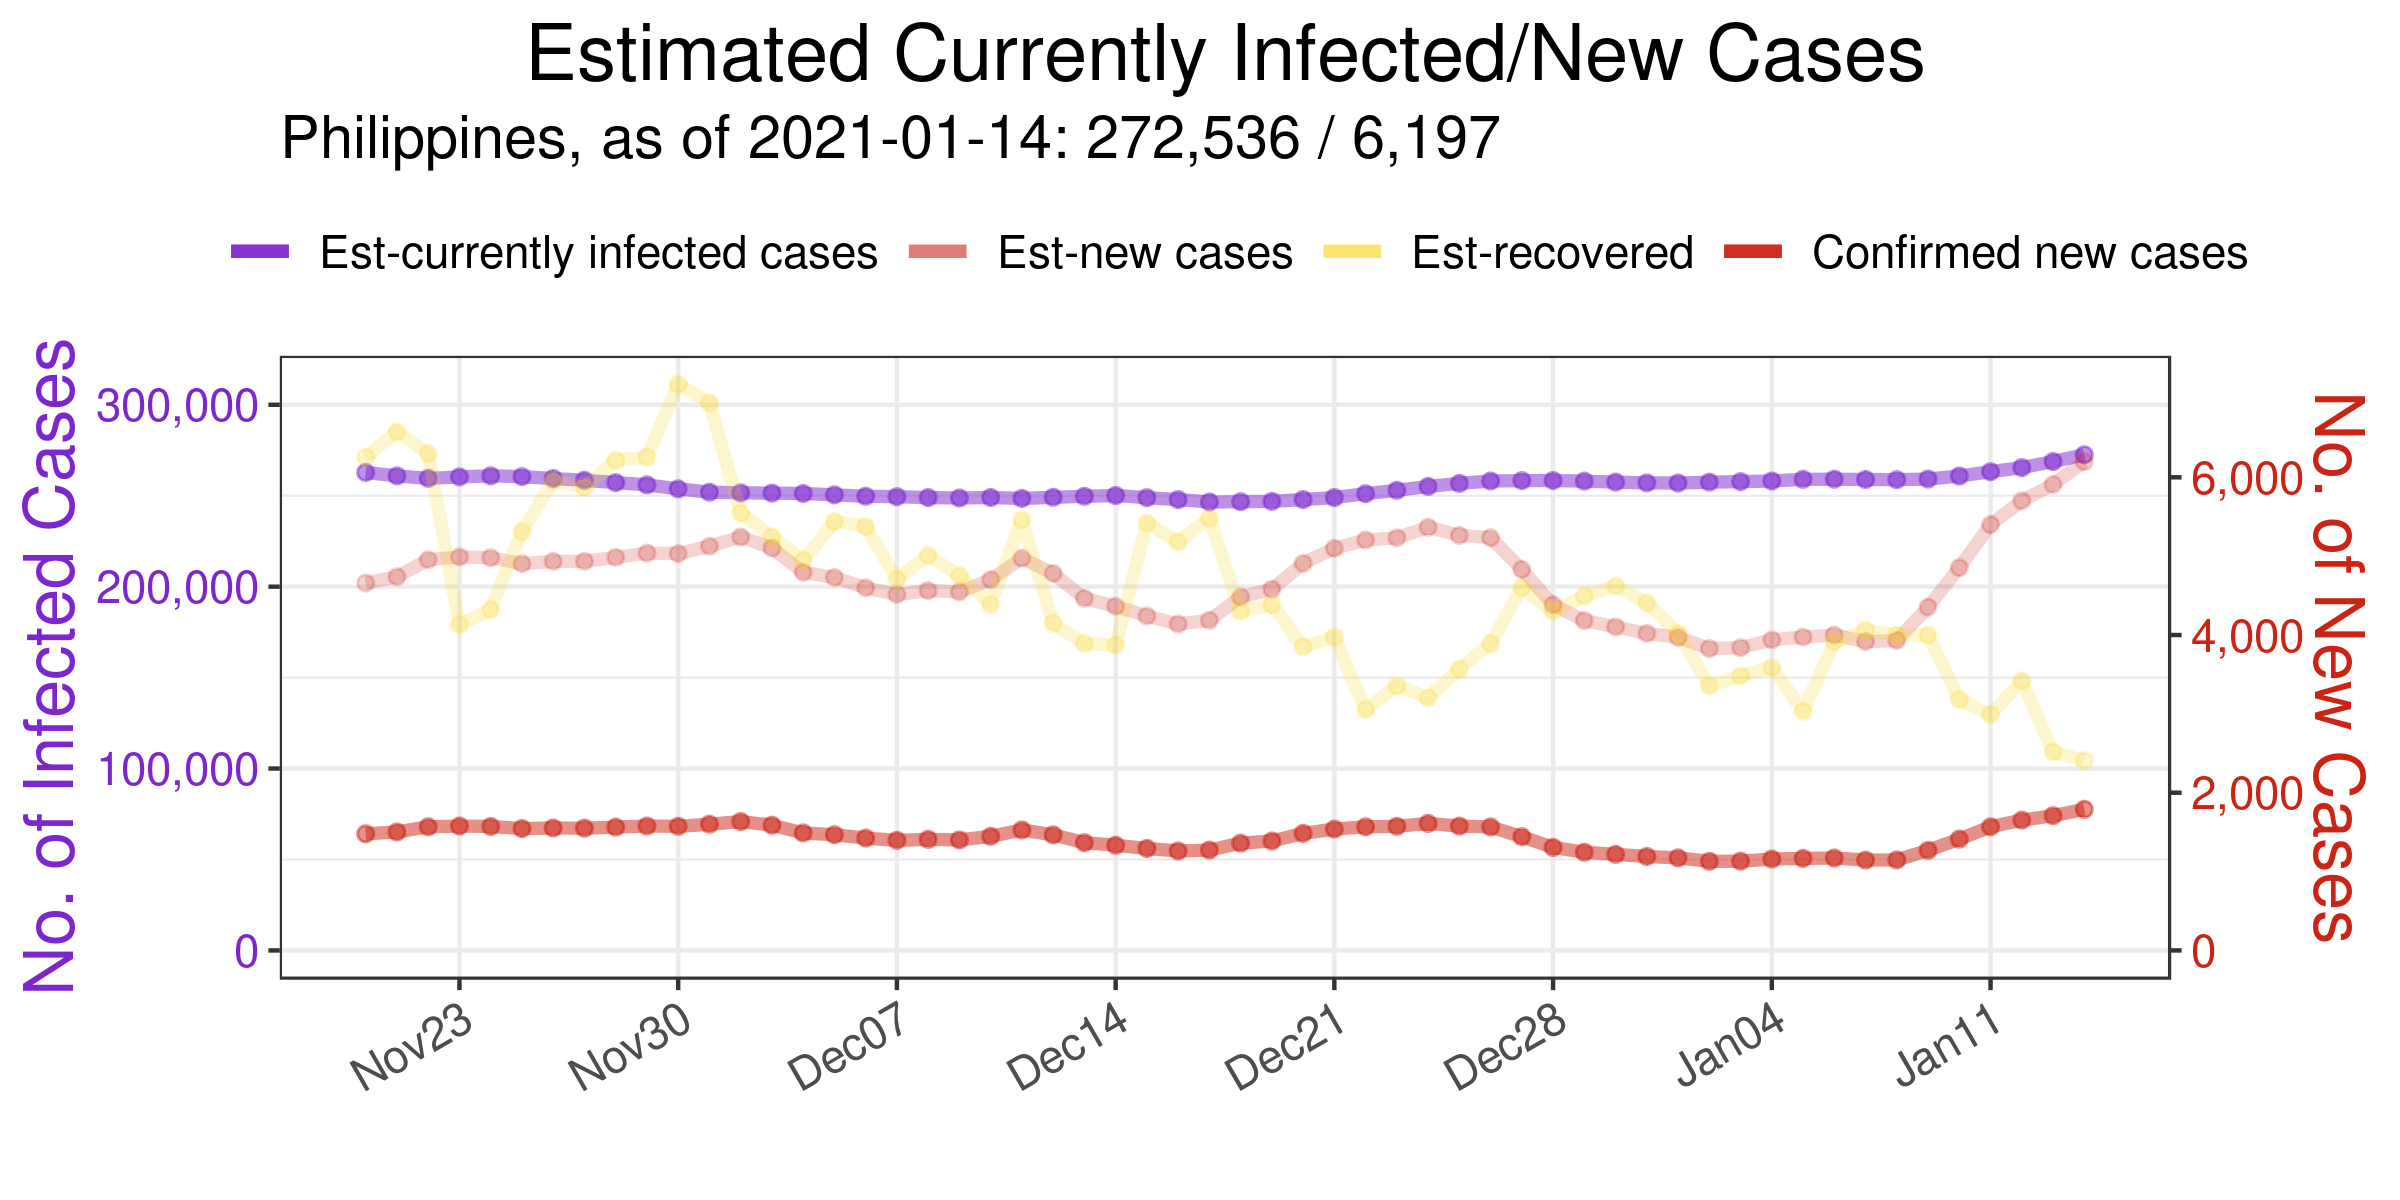 Estimated Currently Infected/New Cases
Philippines, as of 2021-01-14: 272,536 / 6,197
Est-currently infected cases Est-new cases Est-recovered Confirmed new cases
No. of Infected Cases
300,000
200,000
100,000
0
No. of New Cases
6,000
4,000
2,000
0
Nov23 Nov30 Dec07 Dec14 Dec21 Dec28 Jan04 Jan11